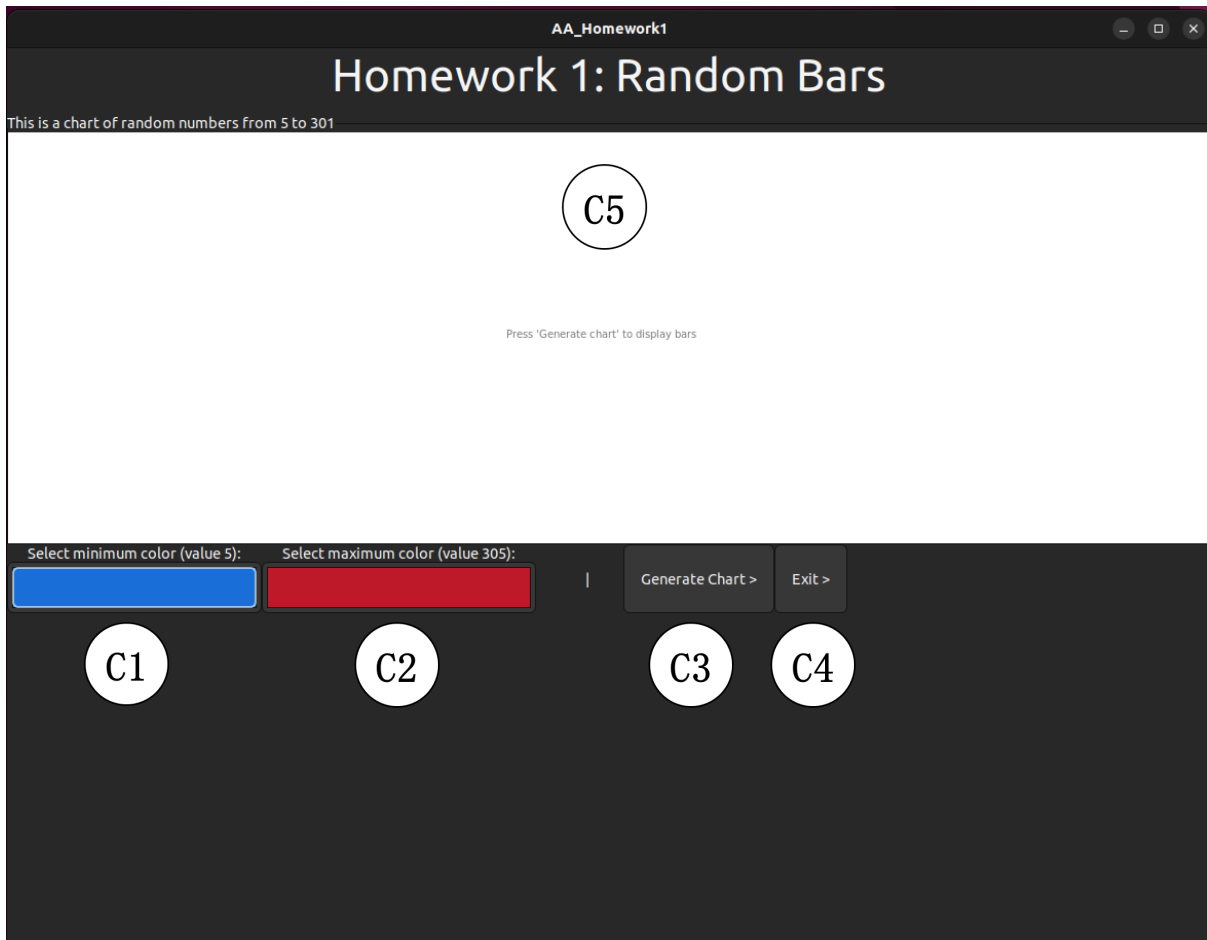 AA_Homework1
Homework 1: Random Bars
This is a chart of random numbers from 5 to 301
C5
Press 'Generate chart' to display bars
Select minimum color (value 5): Select maximum color (value 305):
| Generate Chart > Exit >
C1 C2 C3 C4